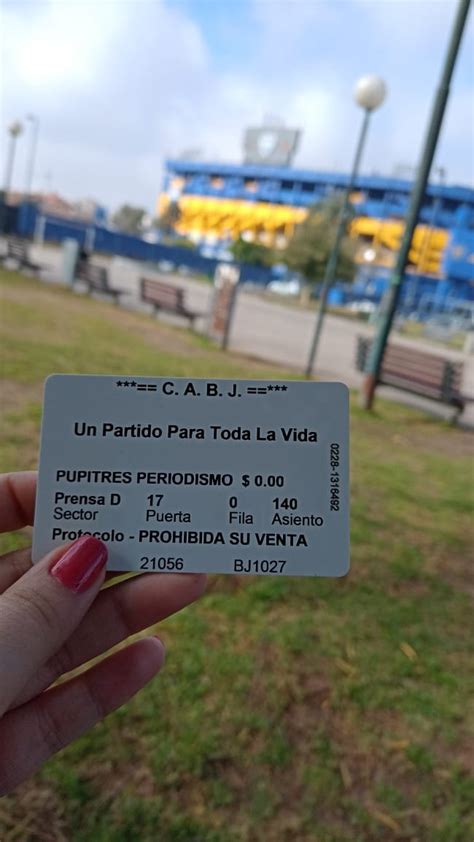 ***== C. A. B. J. ==***
Un Partido Para Toda La Vida
PUPITRES PERIODISMO $ 0.00
Prensa D 17 0 140
Sector Puerta Fila Asiento
Protocolo - PROHIBIDA SU VENTA
21056 BJ1027
0228-1316492